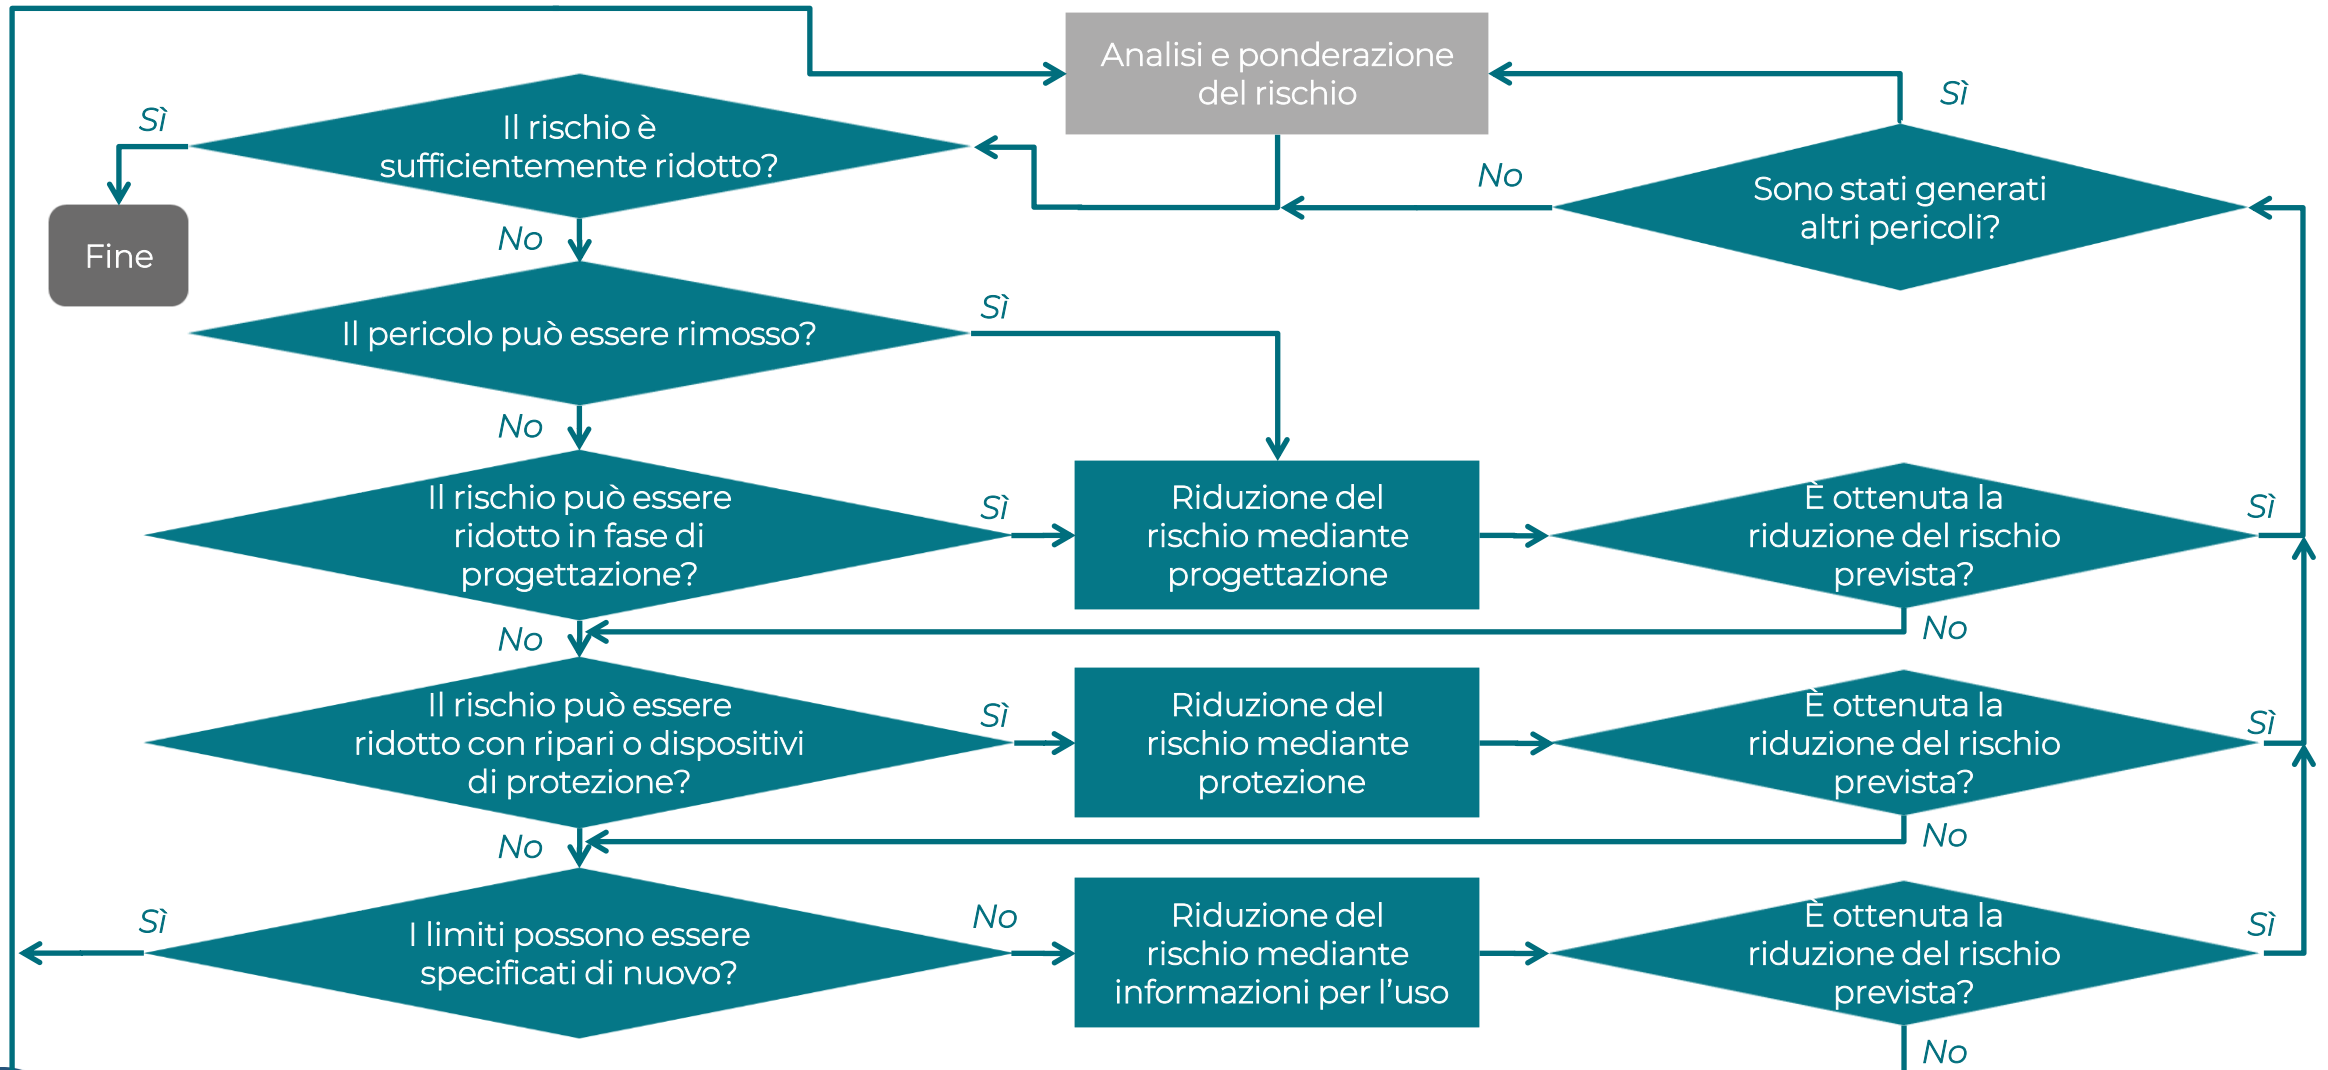 Analisi e ponderazione
del rischio
Sì
Sì
Il rischio è
sufficientemente ridotto?
No
Sono stati generati
altri pericoli?
No
Fine
Sì
Il pericolo può essere rimosso?
No
Il rischio può essere
ridotto in fase di
progettazione?
Sì
Riduzione del
rischio mediante
progettazione
È ottenuta la
riduzione del rischio
prevista?
Sì
No
No
Il rischio può essere
ridotto con ripari o dispositivi
di protezione?
Sì
Riduzione del
rischio mediante
protezione
È ottenuta la
riduzione del rischio
prevista?
Sì
No
No
Sì
I limiti possono essere
specificati di nuovo?
No
Riduzione del
rischio mediante
informazioni per l'uso
È ottenuta la
riduzione del rischio
prevista?
Sì
No